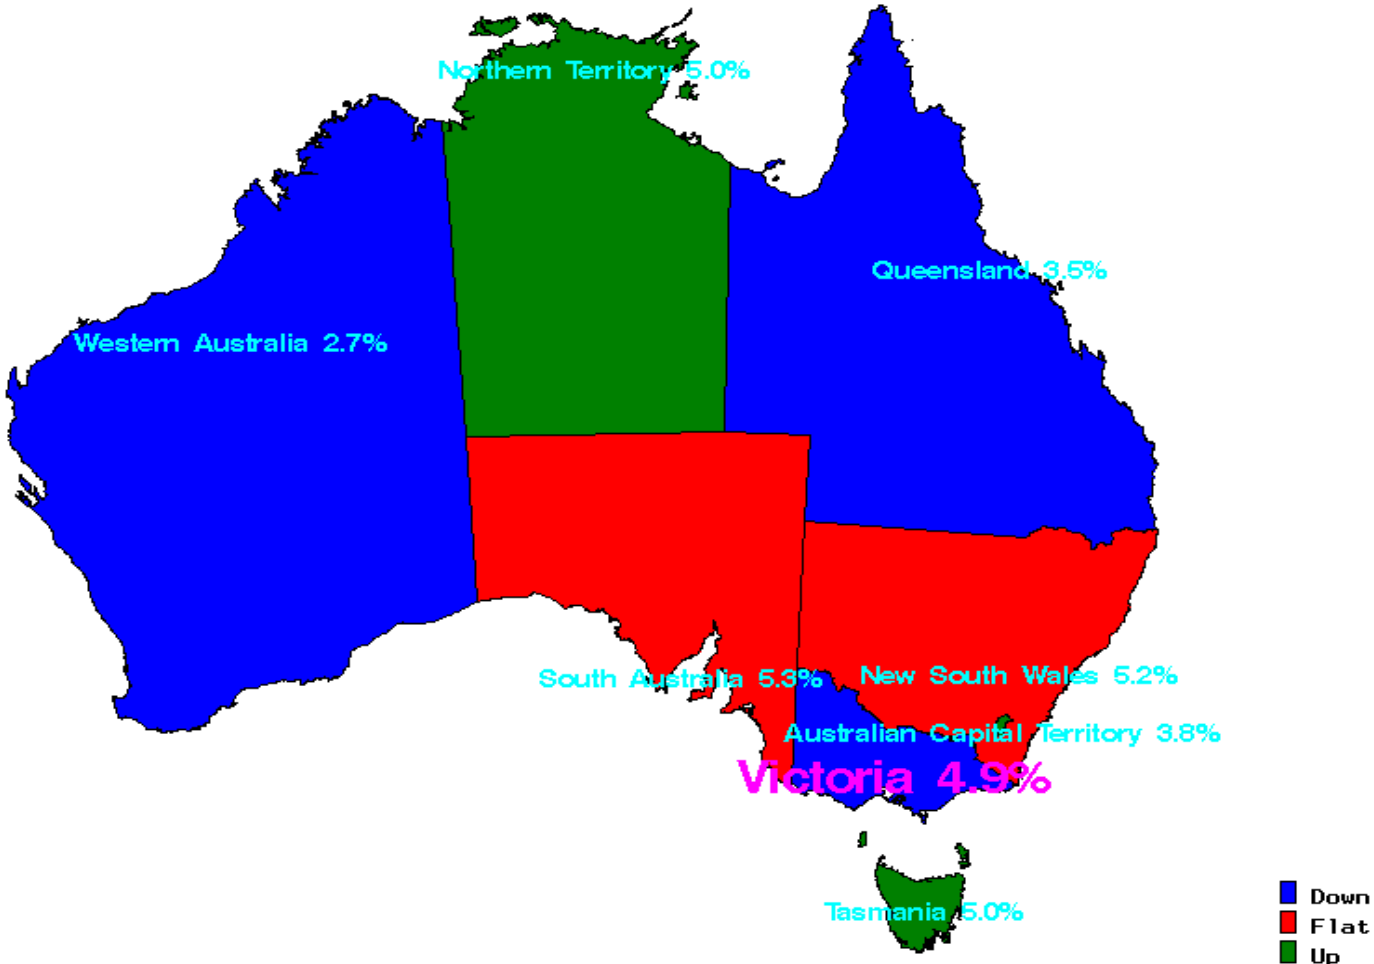 Northern Territory 5.0%
Queensland 3.5%
Western Australia 2.7%
South Australia 5.3%
New South Wales 5.2%
Australian Capital Territory 3.8%
Victoria 4.9%
Tasmania 5.0%
Down
Flat
Up